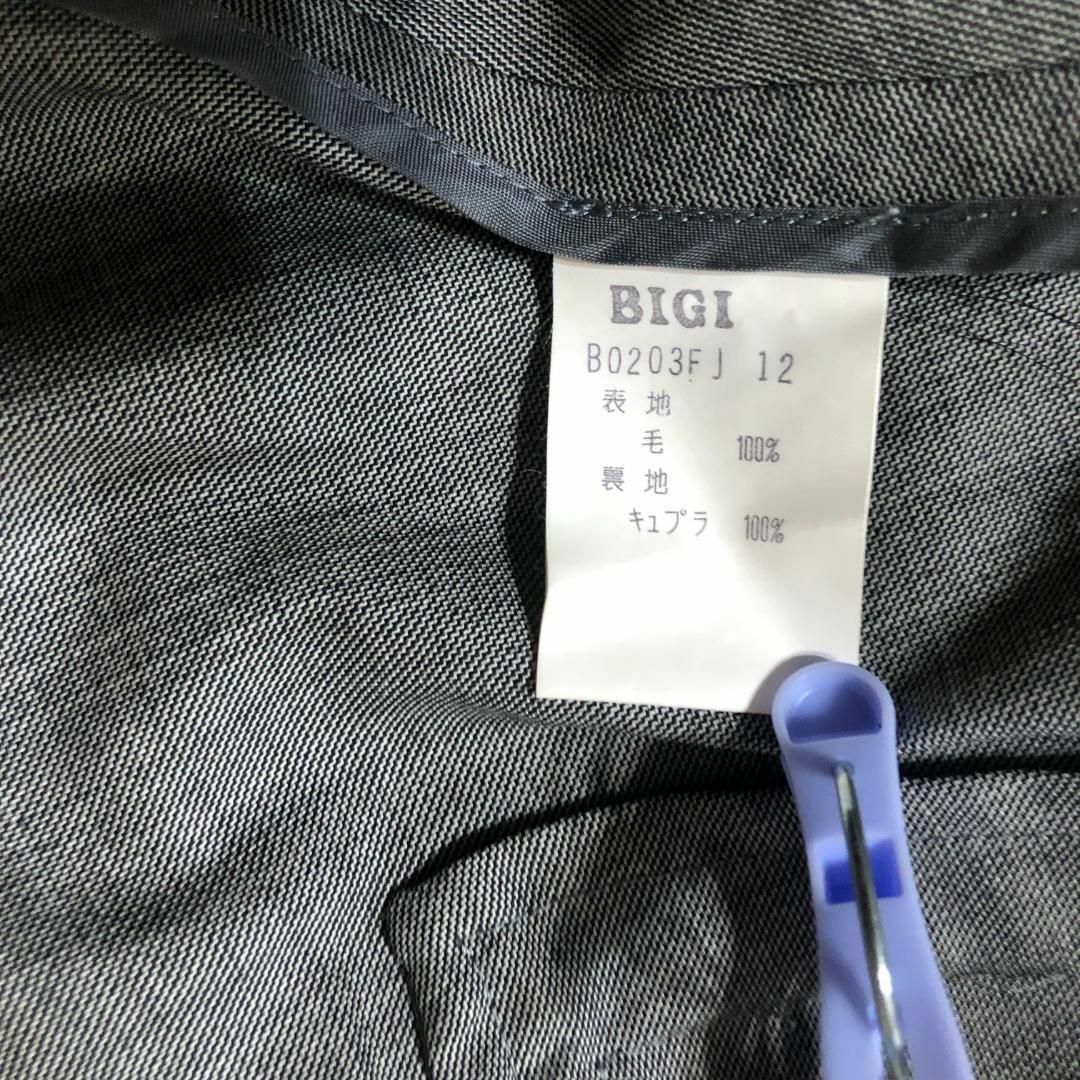 BIGI
B0203FJ 12
表 地
毛 100%
裏 地
キュプラ 100%